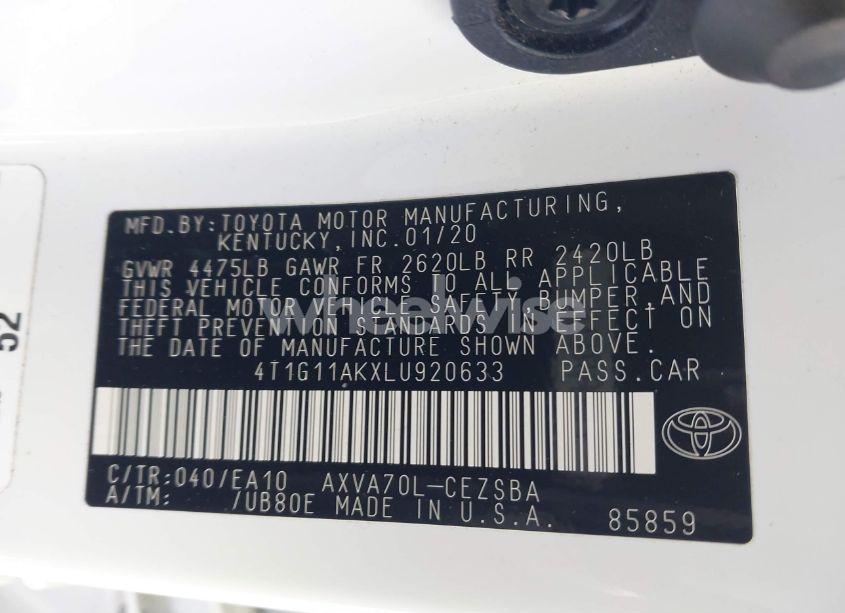 52
MFD.BY:TOYOTA MOTOR MANUFACTURING,
KENTUCKY,INC.01/20
GVWR 4475LB GAWR FR 2620LB RR 2420LB
THIS VEHICLE CONFORMS TO ALL APPLICABLE
FEDERAL MOTOR VEHICLE SAFETY,BUMPER,AND
THEFT PREVENTION STANDARDS IN EFFECT ON
THE DATE OF MANUFACTURE SHOWN ABOVE.
wheelwise
4T1G11AKXLU920633 PASS.CAR
C/TR:040/EA10 AXVA70L-CEZSBA
A/TM: /UB80E MADE IN U.S.A. 85859